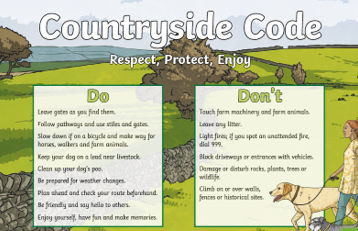 Countryside Code
Respect, Protect, Enjoy
Do
Leave gates as you find them.
Follow pathways and use stiles and gates.
Slow down if on a bicycle and make way for
horses, walkers and farm animals.
Keep your dog on a lead near livestock.
Clean up your dog's poo.
Be prepared for weather changes.
Plan ahead and check your route beforehand.
Be friendly and say hello to others.
Enjoy yourself, have fun and make memories.
Don't
Touch farm machinery and farm animals.
Leave any litter.
Light fires; if you spot an unattended fire,
dial 999.
Block driveways or entrances with vehicles.
Damage or disturb rocks, plants, trees or
wildlife.
Climb on or over walls,
fences or historical sites.